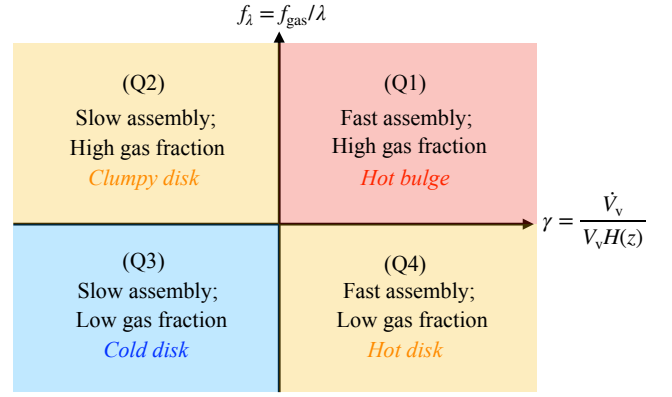 f_λ = f_gas/λ
(Q2)
Slow assembly;
High gas fraction
Clumpy disk
(Q1)
Fast assembly;
High gas fraction
Hot bulge
γ = V̇_v / V_v H(z)
(Q3)
Slow assembly;
Low gas fraction
Cold disk
(Q4)
Fast assembly;
Low gas fraction
Hot disk